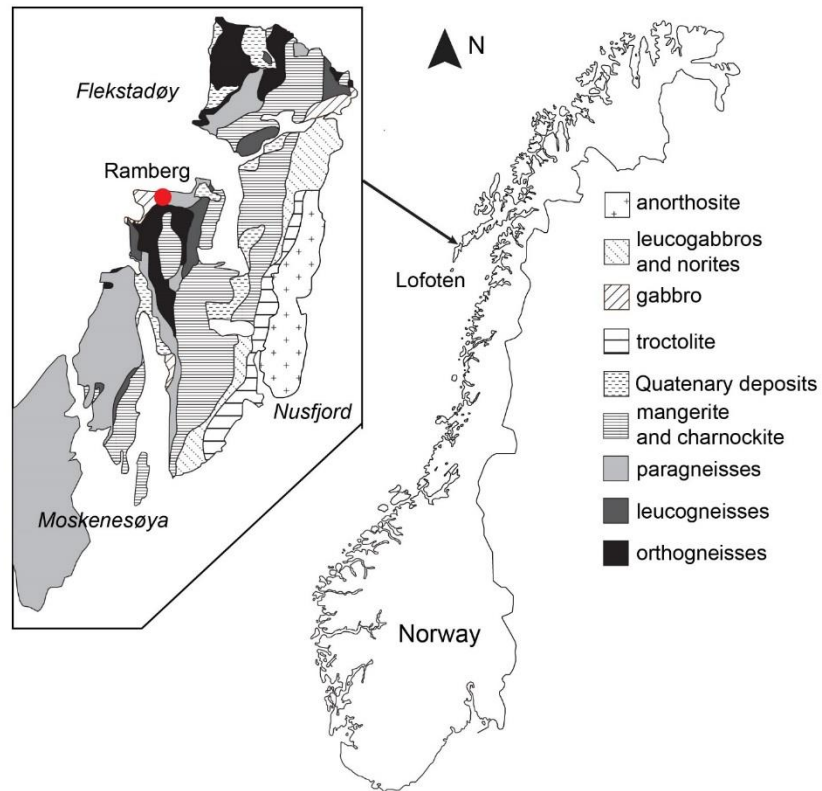 Flekstadøy
Ramberg
Nusfjord
Moskenesøya
N
Lofoten
Norway
anorthosite
leucogabbros
and norites
gabbro
troctolite
Quatenary deposits
mangerite
and charnockite
paragneisses
leucogneisses
orthogneisses